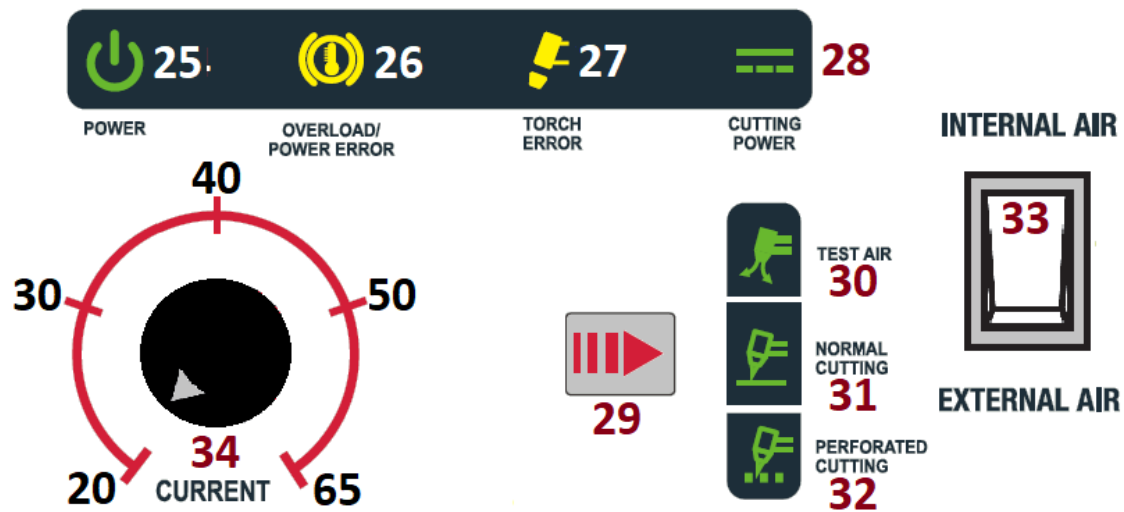 25.
26
27
28
POWER
OVERLOAD/
POWER ERROR
TORCH
ERROR
CUTTING
POWER
INTERNAL AIR
33
EXTERNAL AIR
40
30
50
20
65
34
CURRENT
29
TEST AIR
30
NORMAL
CUTTING
31
PERFORATED
CUTTING
32